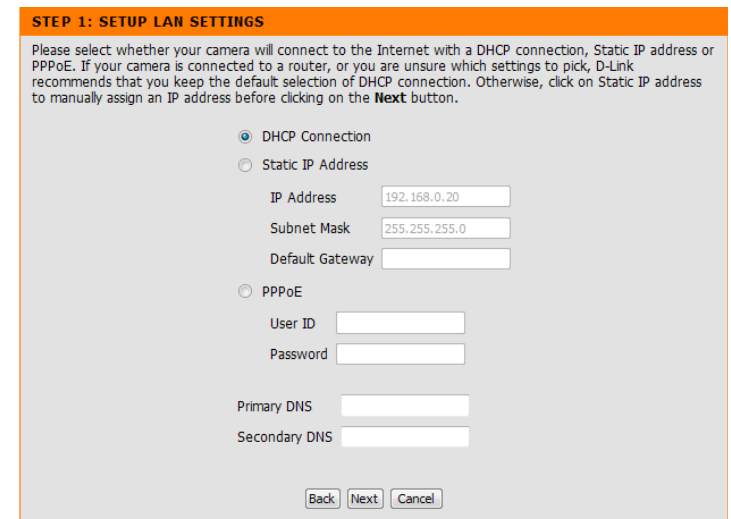 STEP 1: SETUP LAN SETTINGS
Please select whether your camera will connect to the Internet with a DHCP connection, Static IP address or
PPPoE. If your camera is connected to a router, or you are unsure which settings to pick, D-Link
recommends that you keep the default selection of DHCP connection. Otherwise, click on Static IP address
to manually assign an IP address before clicking on the Next button.
DHCP Connection
Static IP Address
IP Address 192.168.0.20
Subnet Mask 255.255.255.0
Default Gateway
PPPoE
User ID
Password
Primary DNS
Secondary DNS
Back Next Cancel